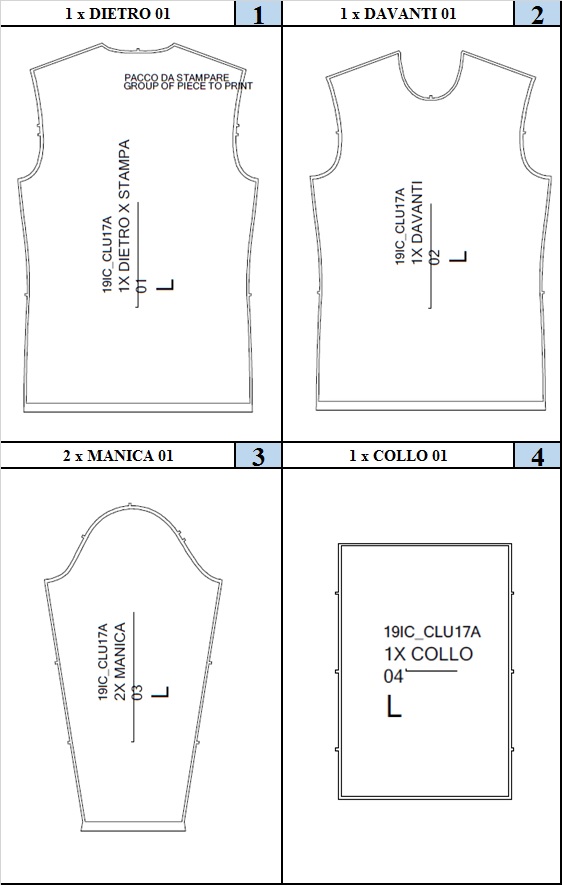 1 x DIETRO 01
1
1 x DAVANTI 01
2
PACCO DA STAMPARE
GROUP OF PIECE TO PRINT
19IC_CLU17A
1X DIETRO X STAMPA
01
L
19IC_CLU17A
1X DAVANTI
02
L
2 x MANICA 01
3
1 x COLLO 01
4
19IC_CLU17A
2X MANICA
03
L
19IC_CLU17A
1X COLLO
04
L